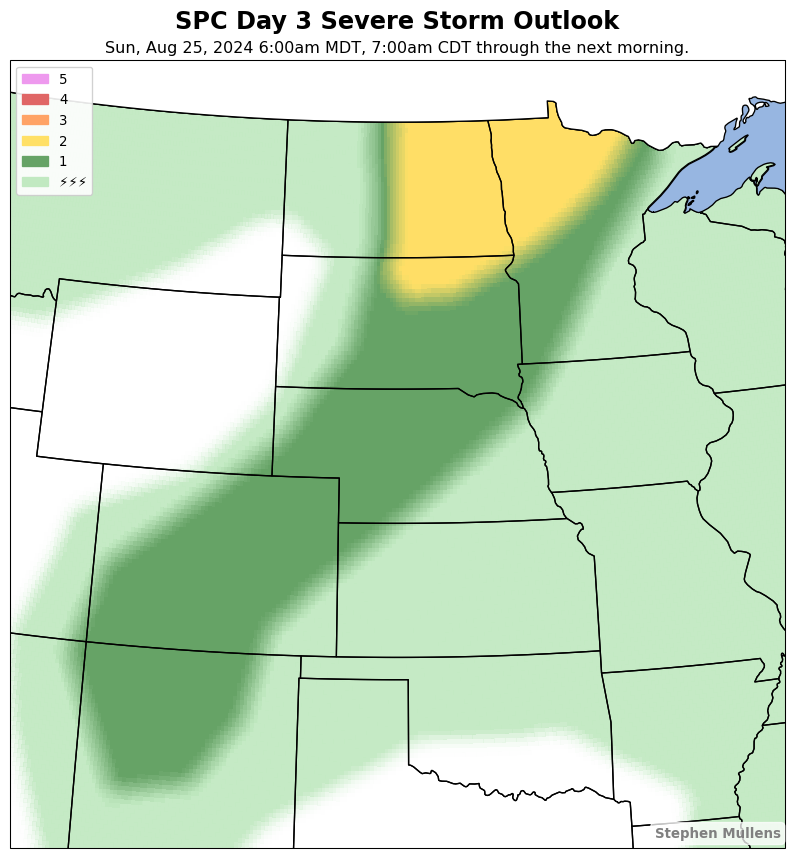 SPC Day 3 Severe Storm Outlook
Sun, Aug 25, 2024 6:00am MDT, 7:00am CDT through the next morning.
5
4
3
2
1
⚡⚡⚡
Stephen Mullens